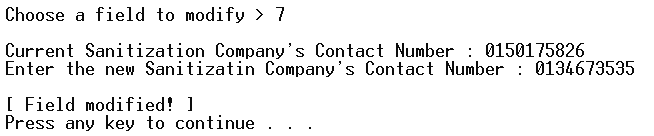 Choose a field to modify > 7
Current Sanitization Company's Contact Number : 0150175826
Enter the new Sanitizatin Company's Contact Number : 0134673535
[ Field modified! ]
Press any key to continue . . .